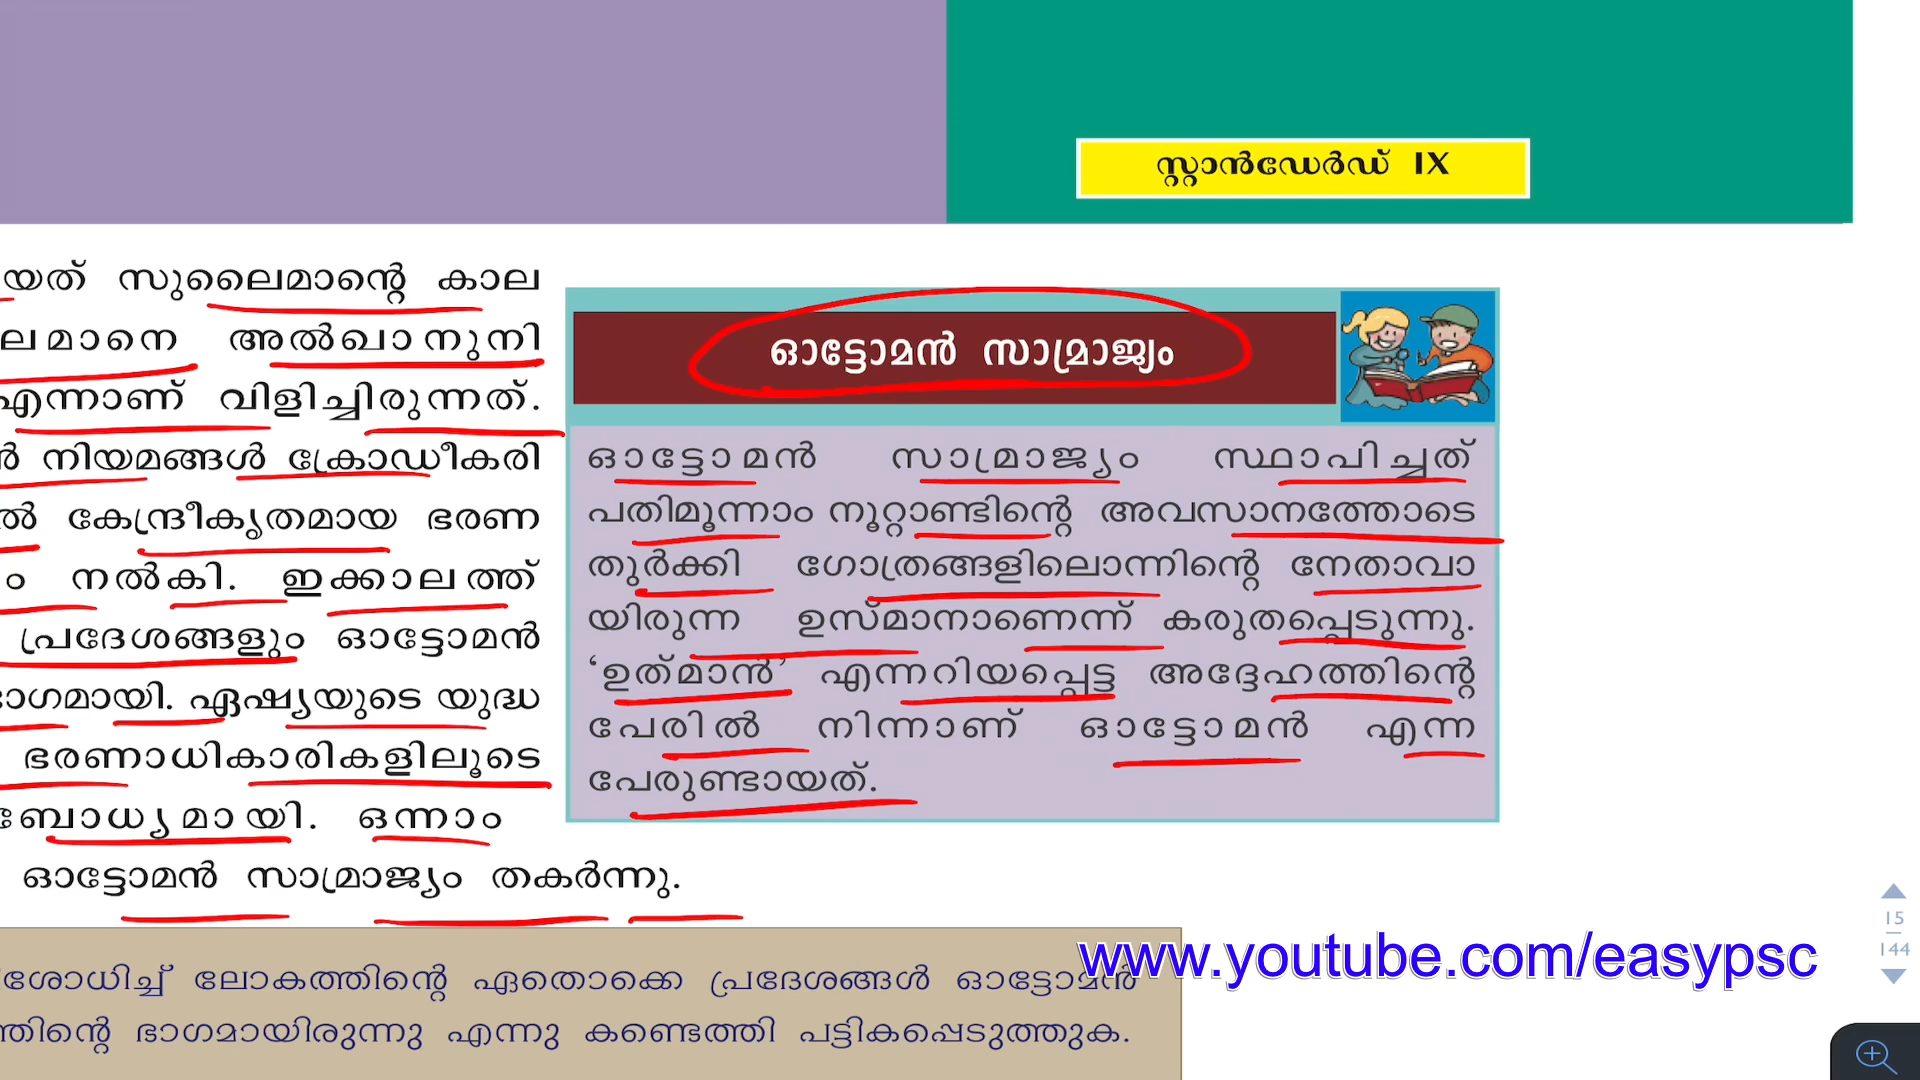 സ്റ്റാൻഡേർഡ് IX
യത് സുലൈമാന്റെ കാല
ലമാനെ അൽഖാനുനി
എന്നാണ് വിളിച്ചിരുന്നത്.
ൻ നിയമങ്ങൾ ക്രോഡീകരി
ൽ കേന്ദ്രീകൃതമായ ഭരണ
ം നൽകി. ഇക്കാലത്ത്
പ്രദേശങ്ങളും ഓട്ടോമൻ
ഭാഗമായി. ഏഷ്യയുടെ യുദ്ധ
ഭരണാധികാരികളിലൂടെ
ബോധ്യമായി. ഒന്നാം
ഓട്ടോമൻ സാമ്രാജ്യം തകർന്നു.
ഓട്ടോമൻ സാമ്രാജ്യം
ഓട്ടോമൻ സാമ്രാജ്യം സ്ഥാപിച്ചത്
പതിമൂന്നാം നൂറ്റാണ്ടിന്റെ അവസാനത്തോടെ
തുർക്കി ഗോത്രങ്ങളിലൊന്നിന്റെ നേതാവാ
യിരുന്ന ഉസ്മാനാണെന്ന് കരുതപ്പെടുന്നു.
‘ഉത്മാൻ’ എന്നറിയപ്പെട്ട അദ്ദേഹത്തിന്റെ
പേരിൽ നിന്നാണ് ഓട്ടോമൻ എന്ന
പേരുണ്ടായത്.
ശോധിച്ച് ലോകത്തിന്റെ ഏതൊക്കെ പ്രദേശങ്ങൾ ഓട്ടോമൻ
ത്തിന്റെ ഭാഗമായിരുന്നു എന്നു കണ്ടെത്തി പട്ടികപ്പെടുത്തുക.
www.youtube.com/easypsc
15
144